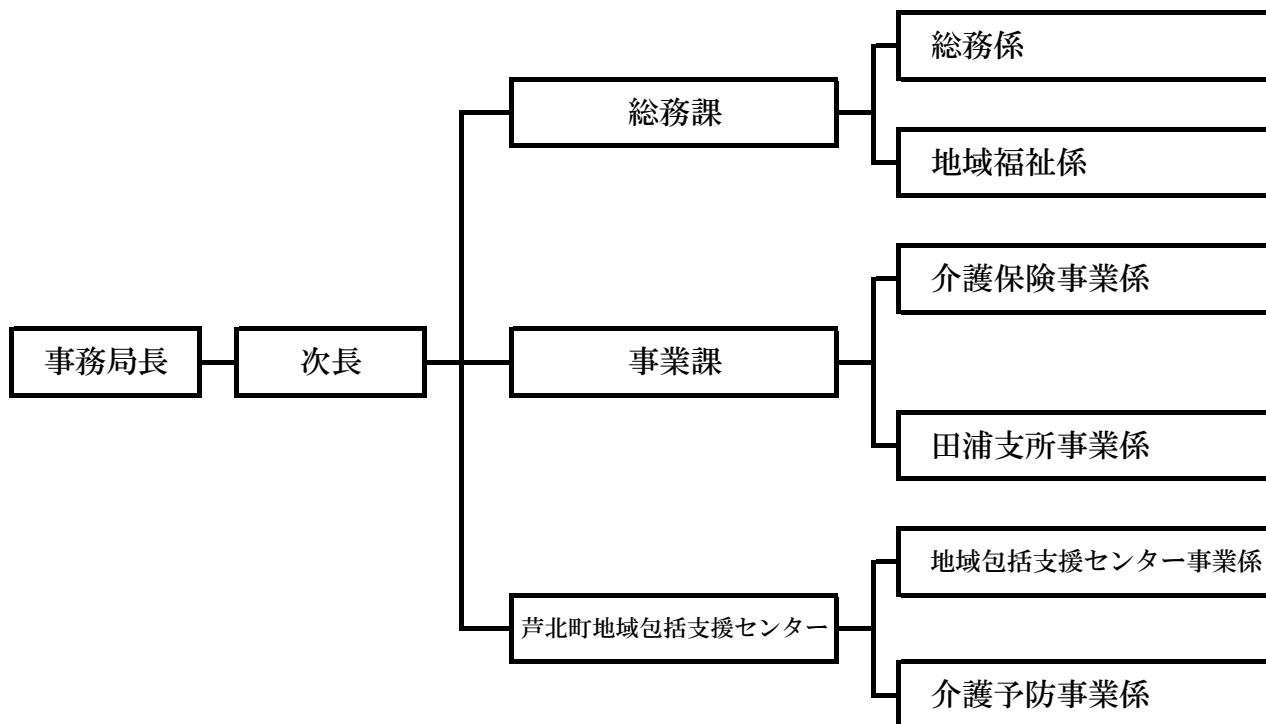 総務係
総務課
地域福祉係
介護保険事業係
事務局長
次長
事業課
田浦支所事業係
地域包括支援センター事業係
芦北町地域包括支援センター
介護予防事業係